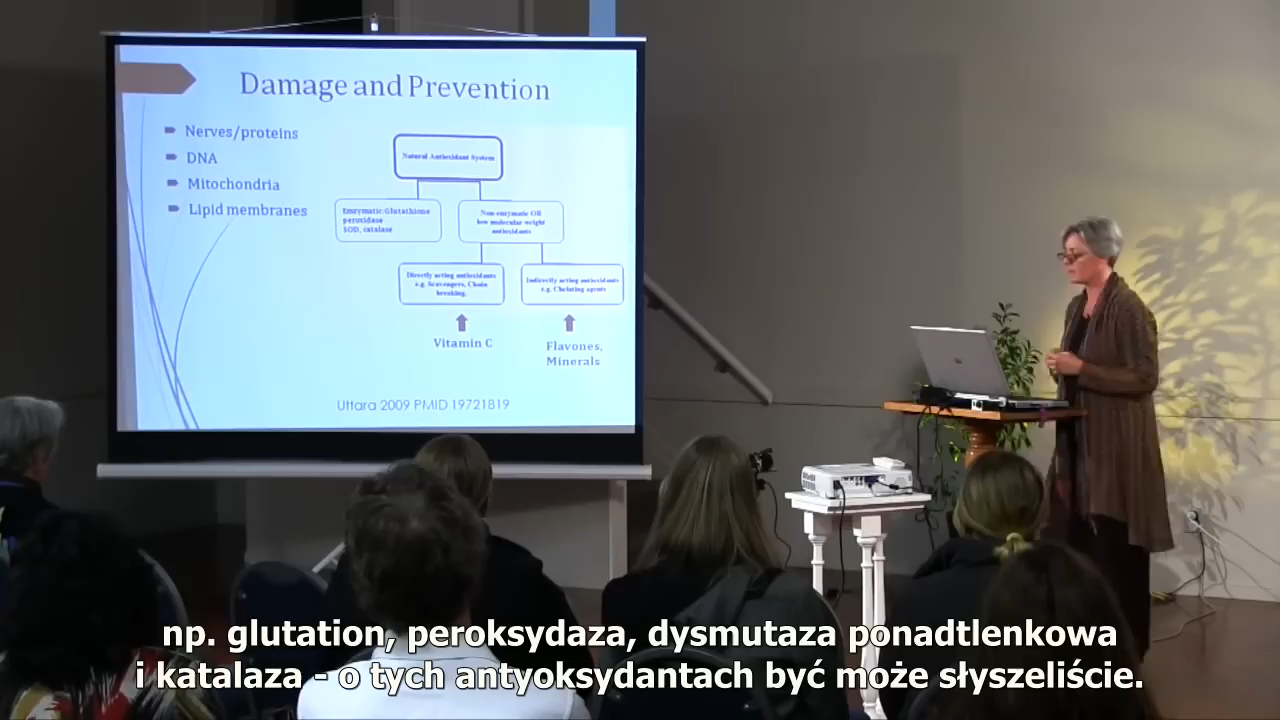 Damage and Prevention
Nerves/proteins
DNA
Mitochondria
Lipid membranes
Natural Antioxidant System
Enzymatic:Glutathione
peroxidase
SOD, catalase
Non-enzymatic OR
low molecular weight
antioxidants
Directly acting antioxidants
e.g. Scavengers, Chain
breaking.
Indirectly acting antioxidants
e.g. Chelating agents
Vitamin C
Flavones,
Minerals
Uttara 2009 PMID 19721819
np. glutation, peroksydaza, dysmutaza ponadtlenkowa
i katalaza - o tych antyoksydantach być może słyszeliście.